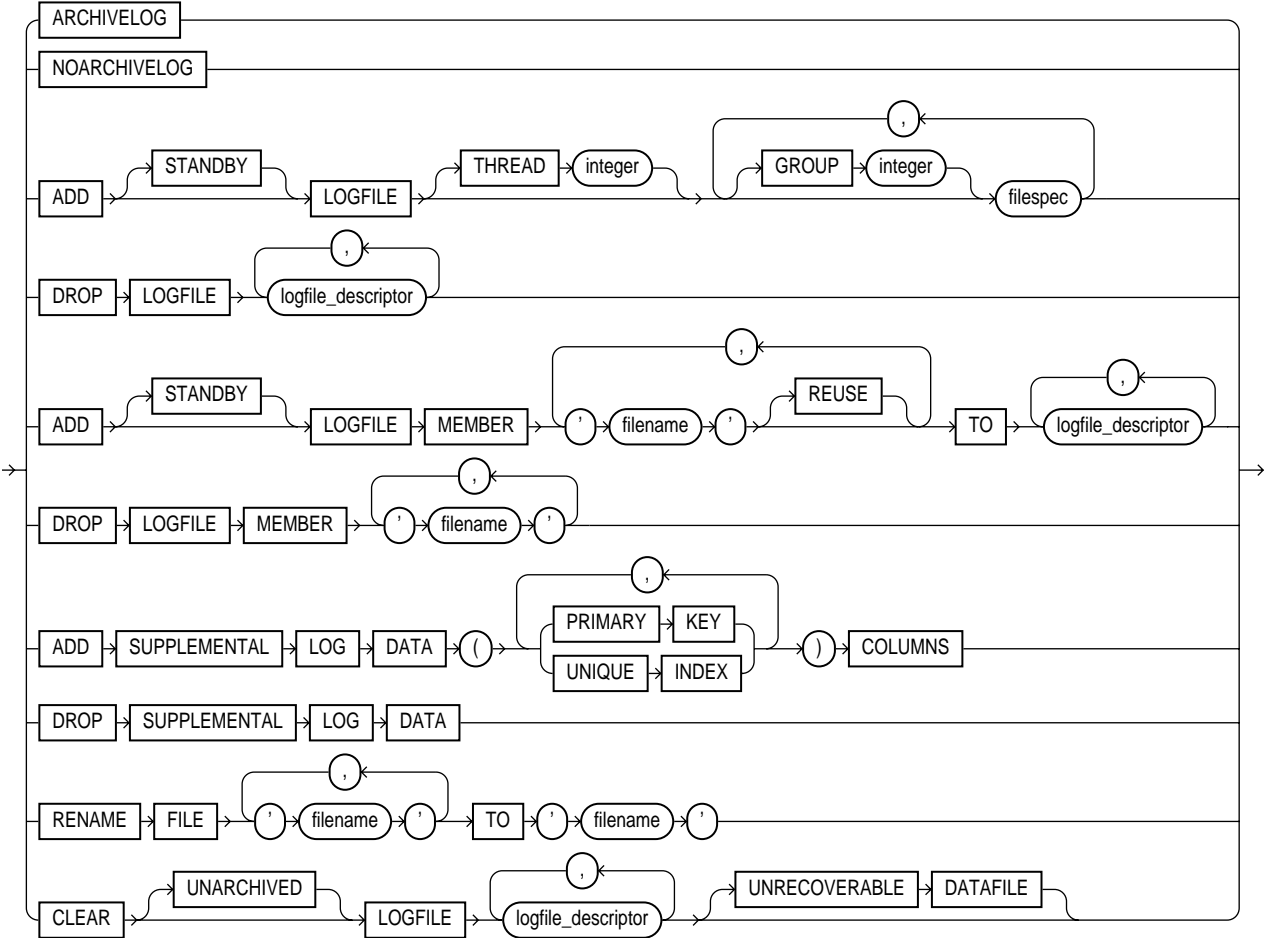 ARCHIVELOG
NOARCHIVELOG
,
STANDBY THREAD integer GROUP integer
ADD LOGFILE filespec
,
DROP LOGFILE logfile_descriptor
, ,
STANDBY REUSE
ADD LOGFILE MEMBER ’ filename ’ TO logfile_descriptor
,
DROP LOGFILE MEMBER ’ filename ’
,
PRIMARY KEY
ADD SUPPLEMENTAL LOG DATA ( ) COLUMNS
UNIQUE INDEX
DROP SUPPLEMENTAL LOG DATA
,
RENAME FILE ’ filename ’ TO ’ filename ’
,
UNARCHIVED UNRECOVERABLE DATAFILE
CLEAR LOGFILE logfile_descriptor